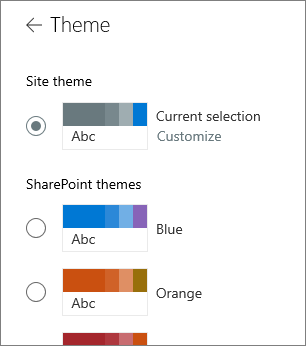 Theme
Site theme
Abc
Current selection
Customize
SharePoint themes
Abc
Blue
Abc
Orange